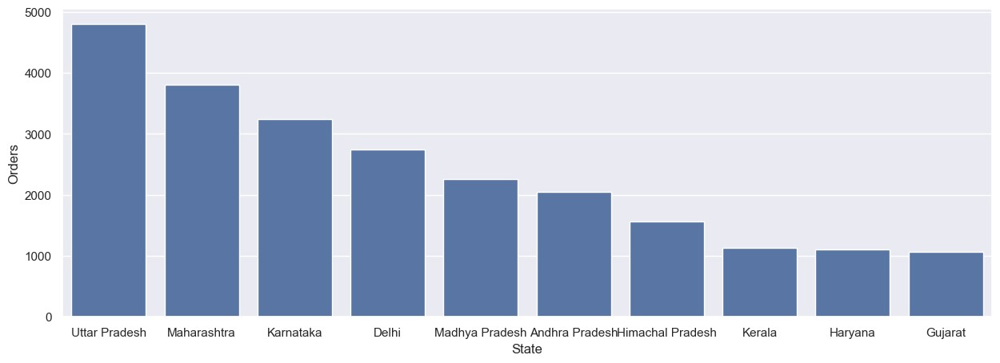 5000
4000
3000
2000
1000
0
Orders
Uttar Pradesh Maharashtra Karnataka Delhi Madhya Pradesh Andhra Pradesh Himachal Pradesh Kerala Haryana Gujarat
State